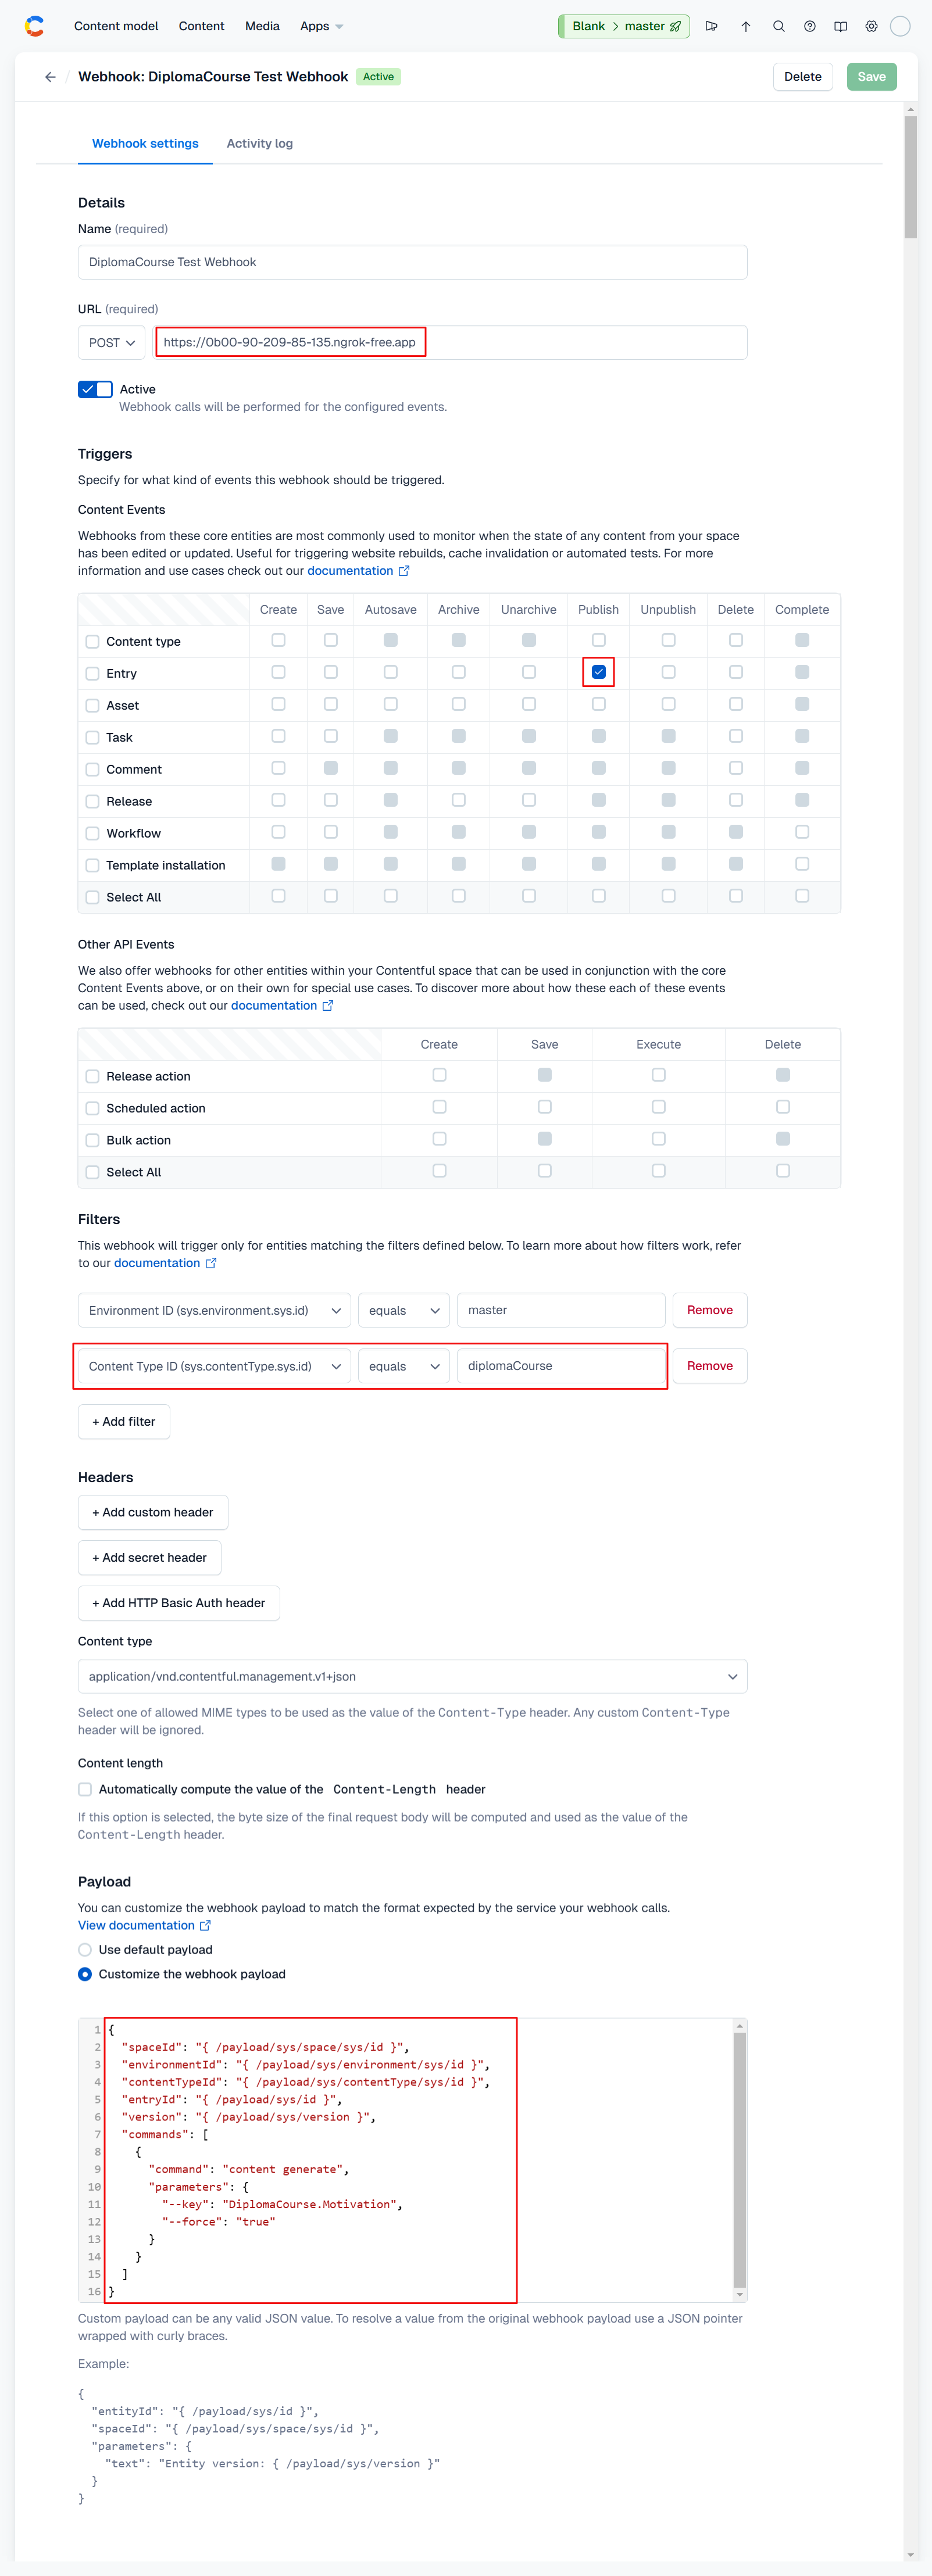 Content model Content Media Apps Blank > master
Webhook: DiplomaCourse Test Webhook Active Delete Save
Webhook settings Activity log
Details
Name (required)
DiplomaCourse Test Webhook
URL (required)
POST https://0b00-90-209-85-135.ngrok-free.app
Active
Webhook calls will be performed for the configured events.
Triggers
Specify for what kind of events this webhook should be triggered.
Content Events
Webhooks from these core entities are most commonly used to monitor when the state of any content from your space
has been edited or updated. Useful for triggering website rebuilds, cache invalidation or automated tests. For more
information and use cases check out our documentation
Create Save Autosave Archive Unarchive Publish Unpublish Delete Complete
Content type
Entry
Asset
Task
Comment
Release
Workflow
Template installation
Select All
Other API Events
We also offer webhooks for other entities within your Contentful space that can be used in conjunction with the core
Content Events above, or on their own for special use cases. To discover more about how these each of these events
can be used, check out our documentation
Create Save Execute Delete
Release action
Scheduled action
Bulk action
Select All
Filters
This webhook will trigger only for entities matching the filters defined below. To learn more about how filters work, refer
to our documentation
Environment ID (sys.environment.sys.id) equals master Remove
Content Type ID (sys.contentType.sys.id) equals diplomaCourse Remove
+ Add filter
Headers
+ Add custom header
+ Add secret header
+ Add HTTP Basic Auth header
Content type
application/vnd.contentful.management.v1+json
Select one of allowed MIME types to be used as the value of the Content-Type header. Any custom Content-Type
header will be ignored.
Content length
Automatically compute the value of the Content-Length header
If this option is selected, the byte size of the final request body will be computed and used as the value of the
Content-Length header.
Payload
You can customize the webhook payload to match the format expected by the service your webhook calls.
View documentation
Use default payload
Customize the webhook payload
1 {
2 "spaceId": "{ /payload/sys/space/sys/id }",
3 "environmentId": "{ /payload/sys/environment/sys/id }",
4 "contentTypeId": "{ /payload/sys/contentType/sys/id }",
5 "entryId": "{ /payload/sys/id }",
6 "version": "{ /payload/sys/version }",
7 "commands": [
8 {
9 "command": "content generate",
10 "parameters": {
11 "--key": "DiplomaCourse.Motivation",
12 "--force": "true"
13 }
14 }
15 ]
16 }
Custom payload can be any valid JSON value. To resolve a value from the original webhook payload use a JSON pointer
wrapped with curly braces.
Example:
{
"entityId": "{ /payload/sys/id }",
"spaceId": "{ /payload/sys/space/sys/id }",
"parameters": {
"text": "Entity version: { /payload/sys/version }"
}
}